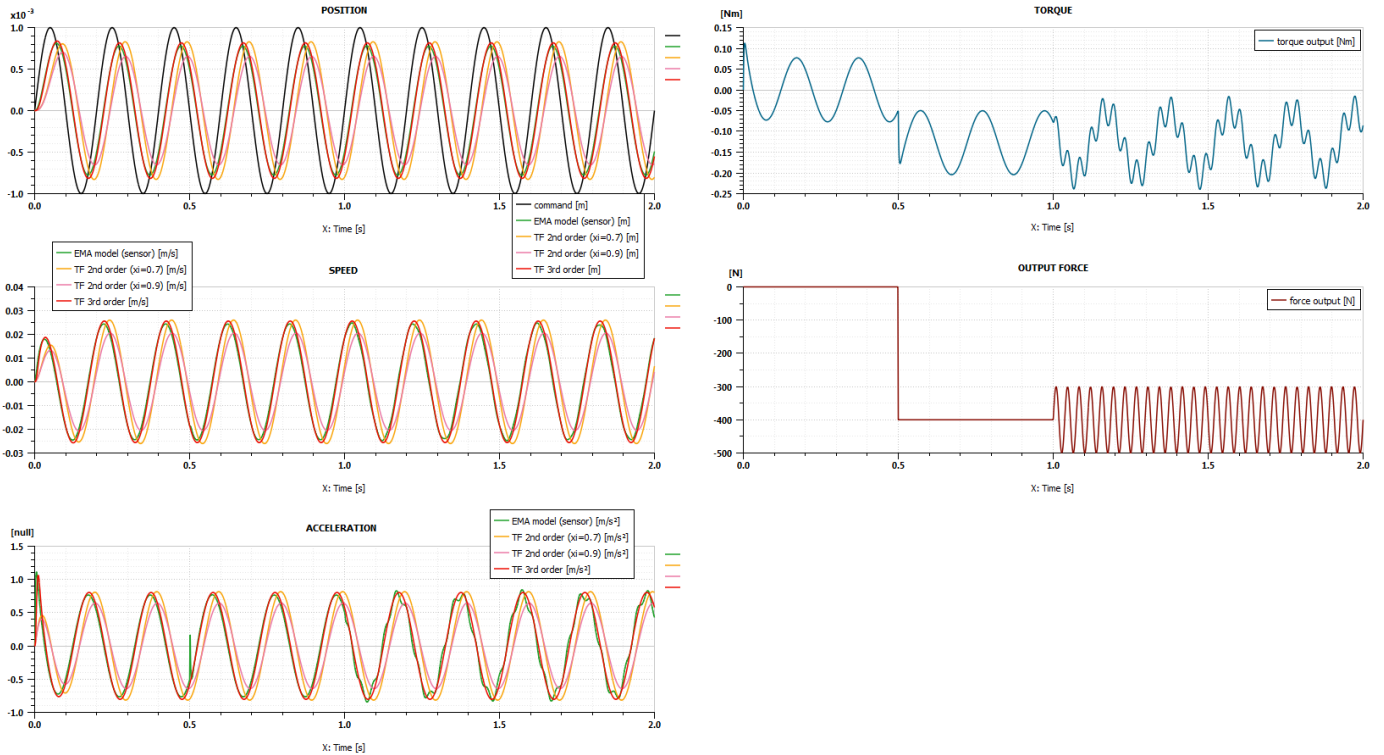 POSITION
x10⁻³
1.0
0.5
0.0
-0.5
-1.0
0.0 0.5 1.0 1.5 2.0
X: Time [s]
command [m]
EMA model (sensor) [m]
TF 2nd order (xi=0.7) [m]
TF 2nd order (xi=0.9) [m]
TF 3rd order [m]
TORQUE
[Nm]
torque output [Nm]
0.15
0.10
0.05
0.00
-0.05
-0.10
-0.15
-0.20
-0.25
0.0 0.5 1.0 1.5 2.0
X: Time [s]
SPEED
EMA model (sensor) [m/s]
TF 2nd order (xi=0.7) [m/s]
TF 2nd order (xi=0.9) [m/s]
TF 3rd order [m/s]
0.04
0.03
0.02
0.01
0.00
-0.01
-0.02
-0.03
0.0 0.5 1.0 1.5 2.0
X: Time [s]
OUTPUT FORCE
[N]
force output [N]
0
-100
-200
-300
-400
-500
0.0 0.5 1.0 1.5 2.0
X: Time [s]
ACCELERATION
[null]
EMA model (sensor) [m/s²]
TF 2nd order (xi=0.7) [m/s²]
TF 2nd order (xi=0.9) [m/s²]
TF 3rd order [m/s²]
1.5
1.0
0.5
0.0
-0.5
-1.0
0.0 0.5 1.0 1.5 2.0
X: Time [s]